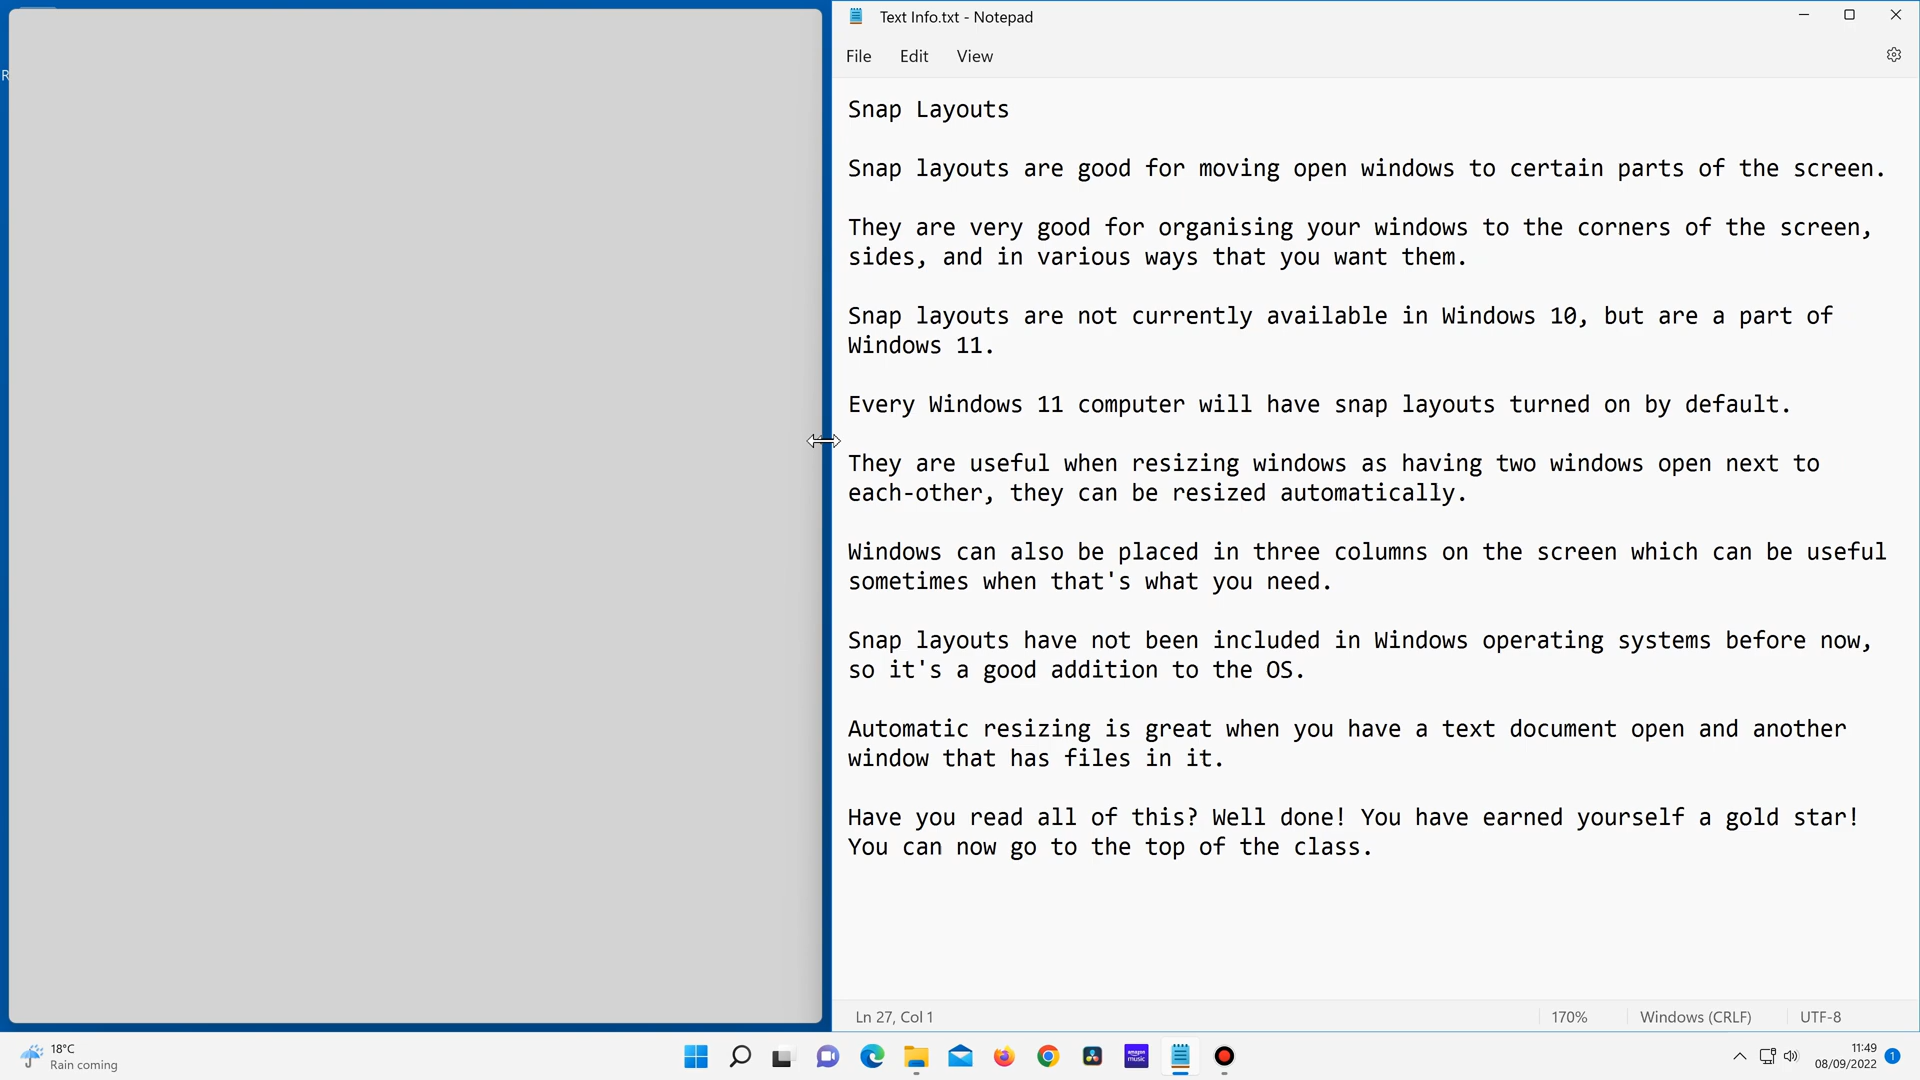 R
Text Info.txt - Notepad
File Edit View
Snap Layouts
Snap layouts are good for moving open windows to certain parts of the screen.
They are very good for organising your windows to the corners of the screen,
sides, and in various ways that you want them.
Snap layouts are not currently available in Windows 10, but are a part of
Windows 11.
Every Windows 11 computer will have snap layouts turned on by default.
They are useful when resizing windows as having two windows open next to
each-other, they can be resized automatically.
Windows can also be placed in three columns on the screen which can be useful
sometimes when that's what you need.
Snap layouts have not been included in Windows operating systems before now,
so it's a good addition to the OS.
Automatic resizing is great when you have a text document open and another
window that has files in it.
Have you read all of this? Well done! You have earned yourself a gold star!
You can now go to the top of the class.
Ln 27, Col 1 170% Windows (CRLF) UTF-8
18°C
Rain coming
amazon
music
11:49
08/09/2022
1